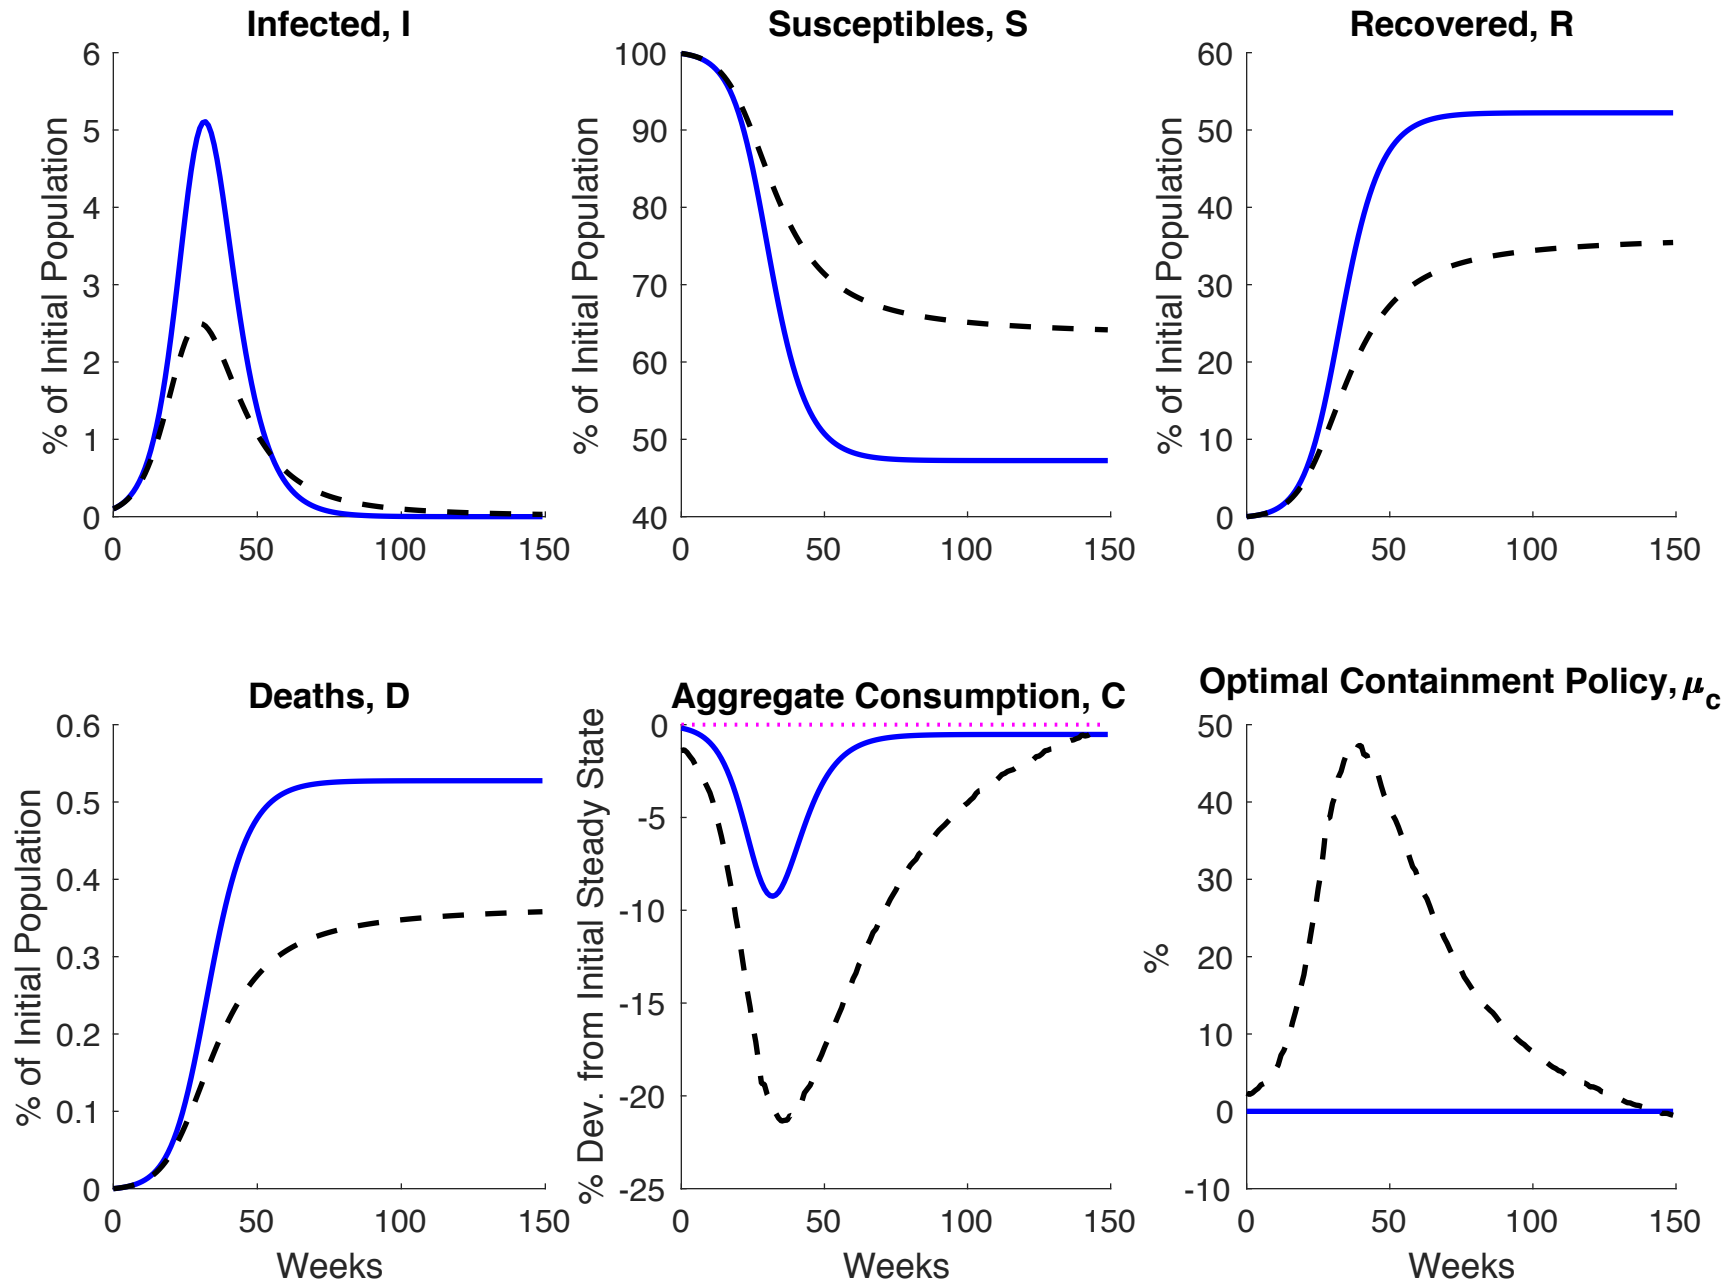 Infected, I
6
5
4
3
2
1
0
% of Initial Population
0 50 100 150
Susceptibles, S
100
90
80
70
60
50
40
% of Initial Population
0 50 100 150
Recovered, R
60
50
40
30
20
10
0
% of Initial Population
0 50 100 150
Deaths, D
0.6
0.5
0.4
0.3
0.2
0.1
0
% of Initial Population
0 50 100 150
Weeks
Aggregate Consumption, C
0
-5
-10
-15
-20
-25
% Dev. from Initial Steady State
0 50 100 150
Weeks
Optimal Containment Policy, μc
50
40
30
20
10
0
-10
%
0 50 100 150
Weeks